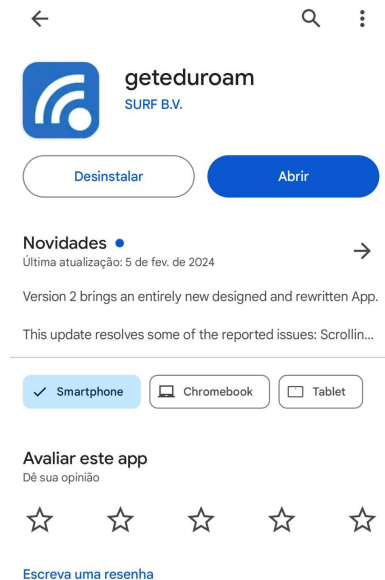 geteduroam
SURF B.V.
Desinstalar
Abrir
Novidades
Última atualização: 5 de fev. de 2024
Version 2 brings an entirely new designed and rewritten App.
This update resolves some of the reported issues: Scrollin...
Smartphone
Chromebook
Tablet
Avaliar este app
Dê sua opinião
Escreva uma resenha